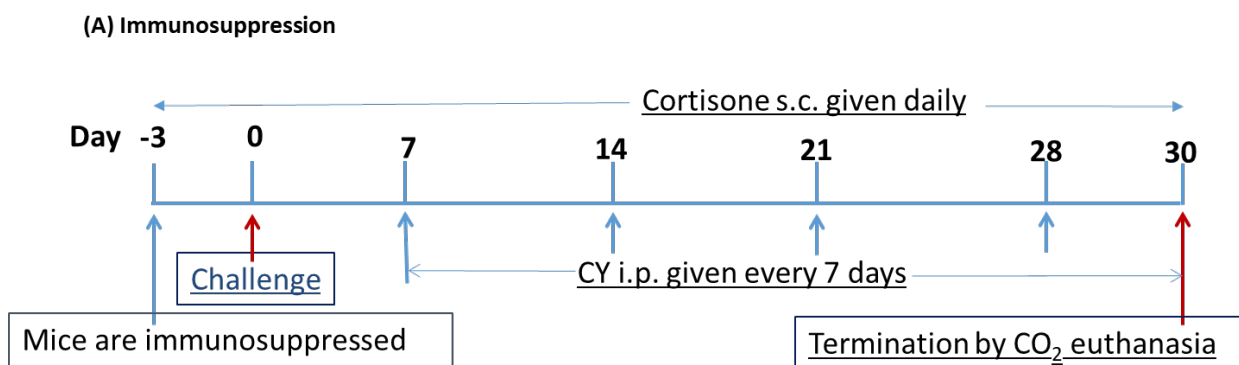 (A) Immunosuppression
Cortisone s.c. given daily
Day -3 0 7 14 21 28 30
Challenge
CY i.p. given every 7 days
Mice are immunosuppressed
Termination by CO₂ euthanasia